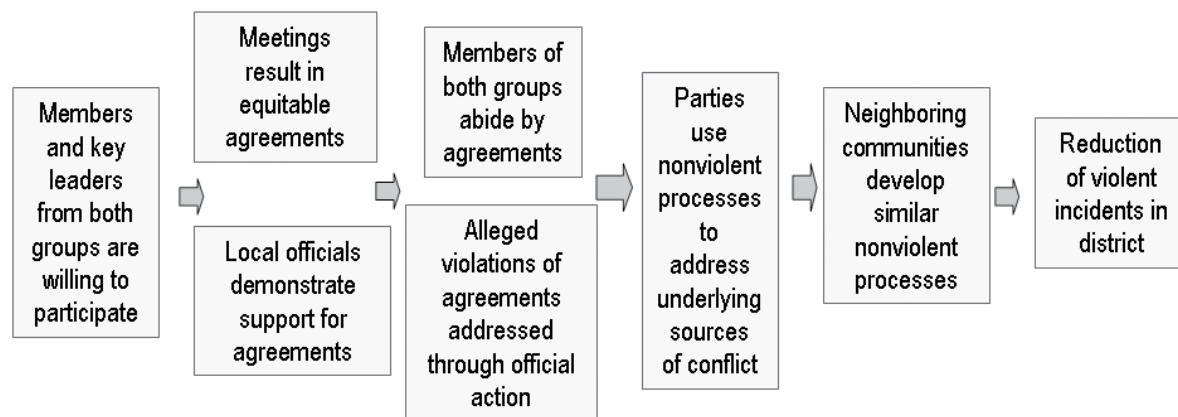 Members
and key
leaders
from both
groups are
willing to
participate
Meetings
result in
equitable
agreements
Local officials
demonstrate
support for
agreements
Members of
both groups
abide by
agreements
Alleged
violations of
agreements
addressed
through official
action
Parties
use
nonviolent
processes
to
address
underlying
sources
of conflict
Neighboring
communities
develop
similar
nonviolent
processes
Reduction
of violent
incidents in
district